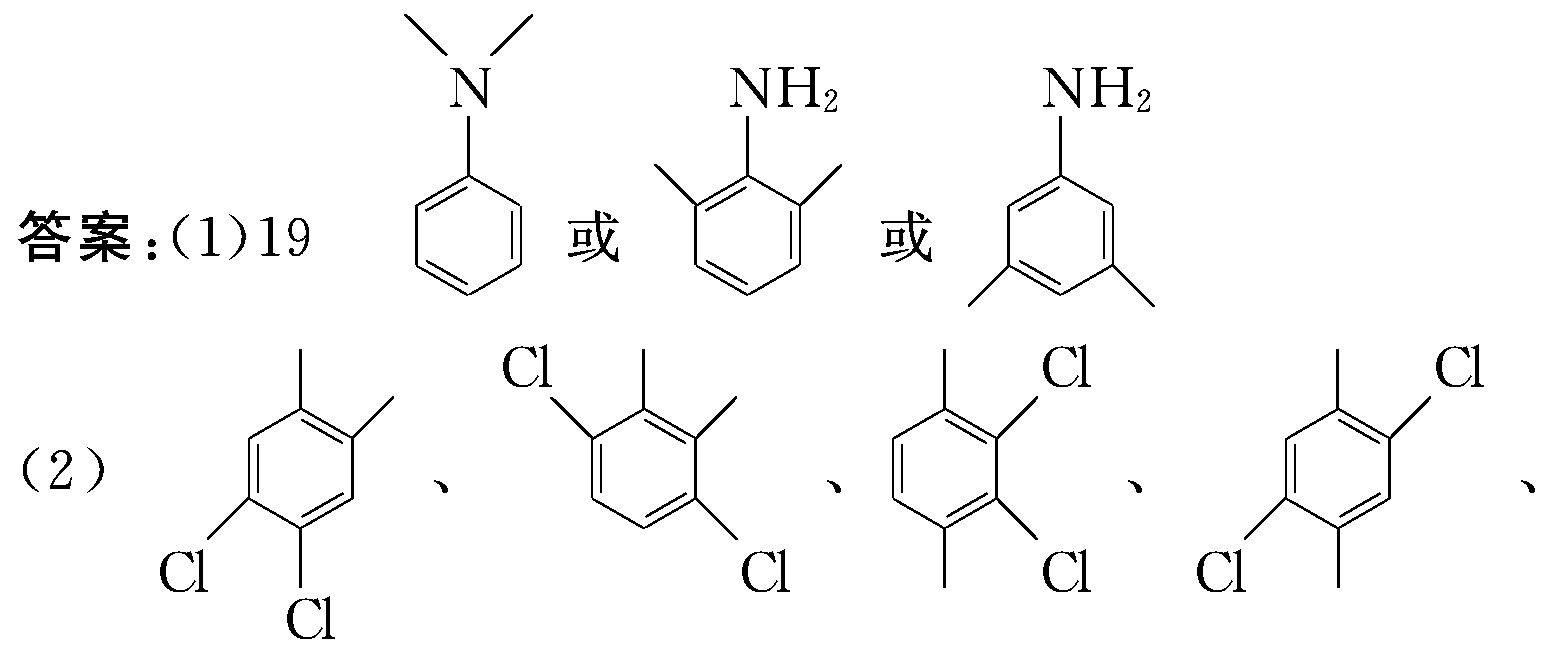 N NH₂ NH₂
答案:(1)19 或 或
Cl Cl Cl
(2) 、 、 、 、
Cl Cl Cl Cl
Cl